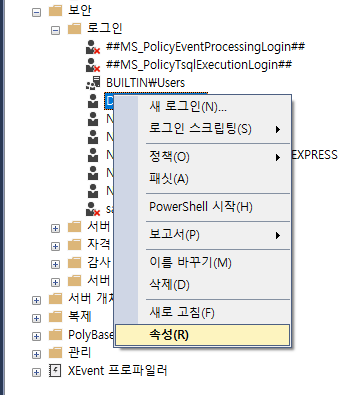 보안
로그인
##MS_PolicyEventProcessingLogin##
##MS_PolicyTsqlExecutionLogin##
BUILTIN₩Users
새 로그인(N)...
로그인 스크립팅(S)
정책(O)
EXPRESS
패싯(A)
PowerShell 시작(H)
서버
보고서(P)
자격
감사
이름 바꾸기(M)
서버
삭제(D)
서버 개체
복제
새로 고침(F)
PolyBase
속성(R)
관리
XEvent 프로파일러